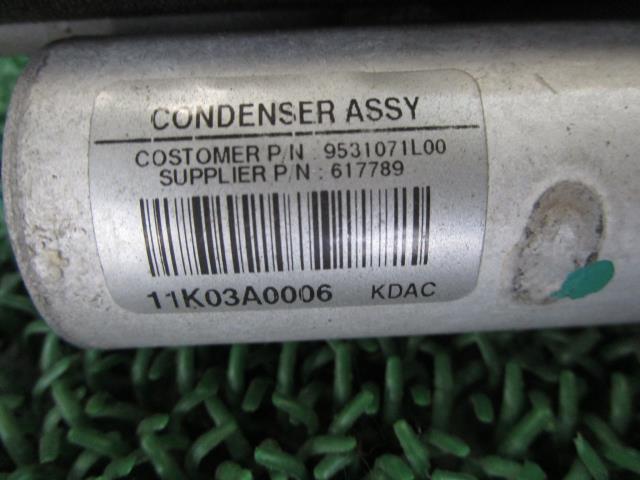 CONDENSER ASSY
COSTOMER P/N 9531071L00
SUPPLIER P/N : 617789
11K03A0006 KDAC